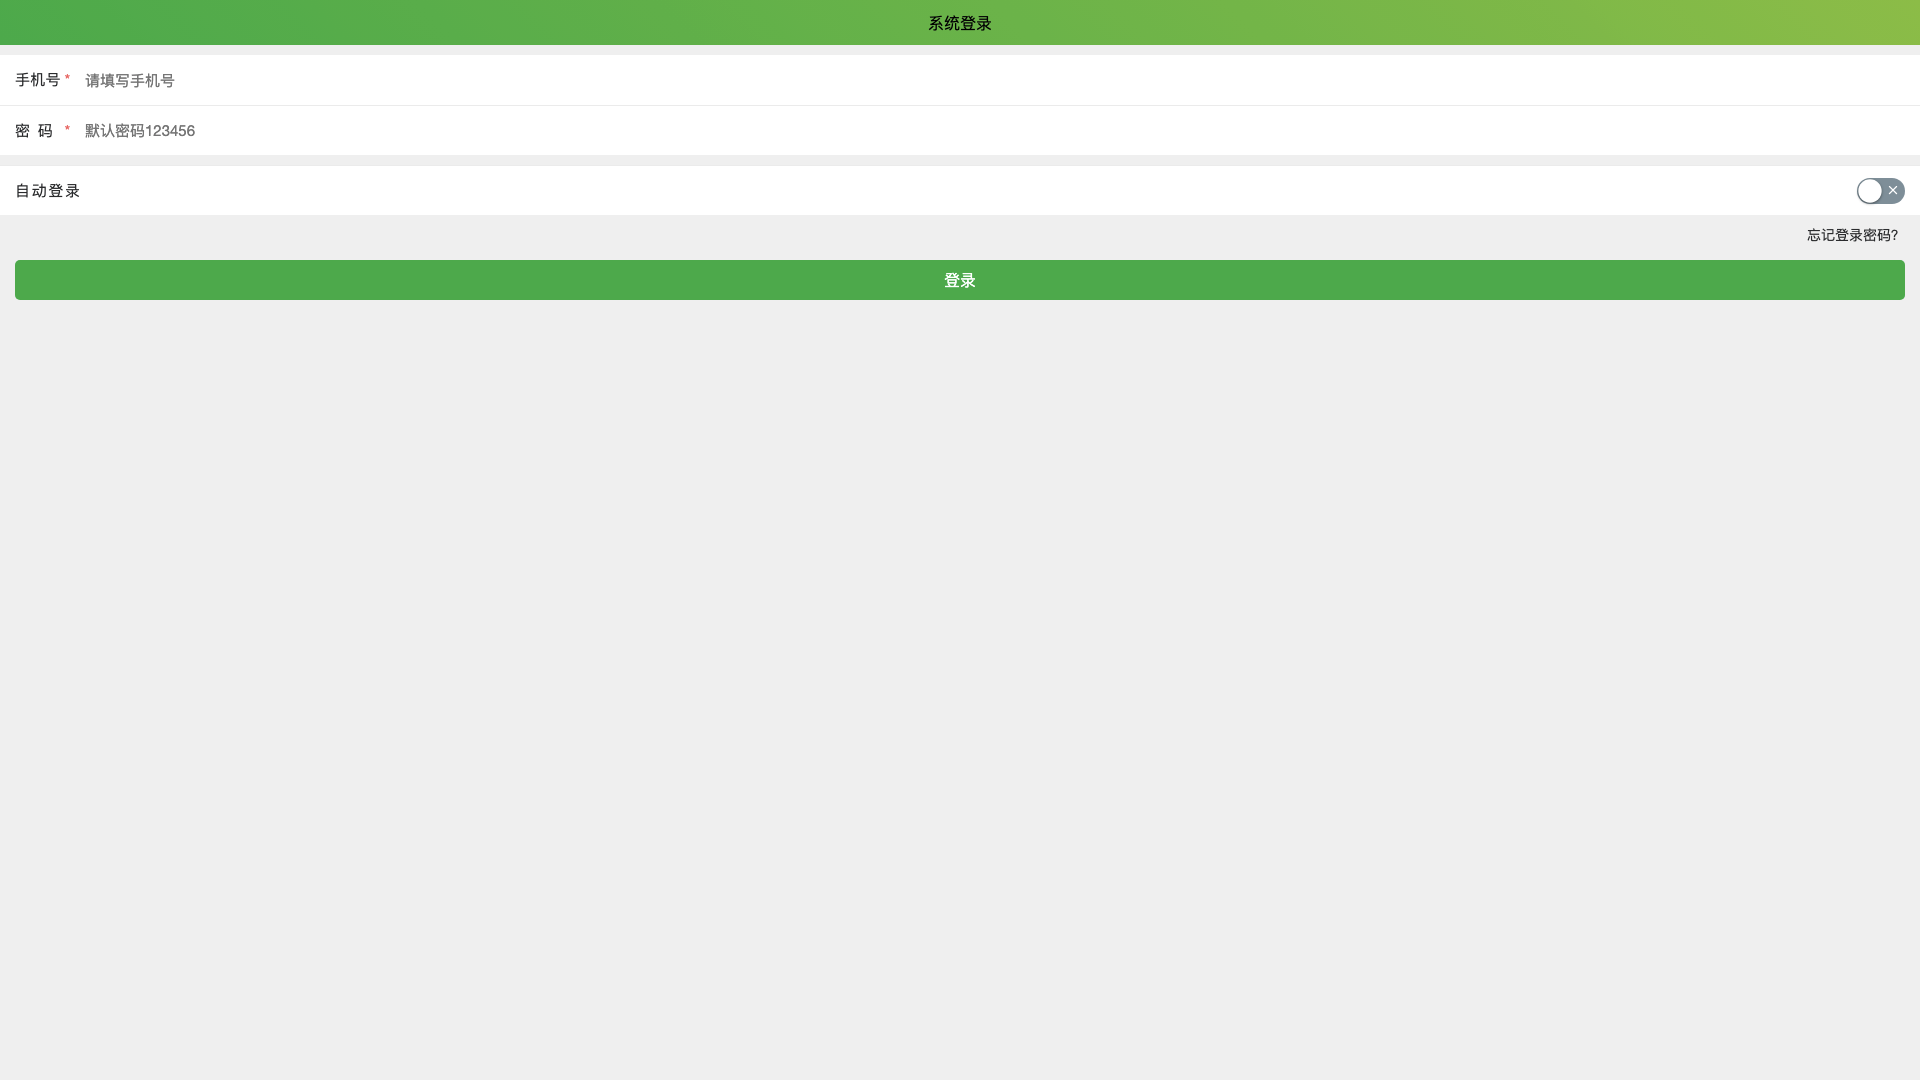 系统登录
手机号* 请填写手机号
密 码 * 默认密码123456
自动登录
忘记登录密码?
登录